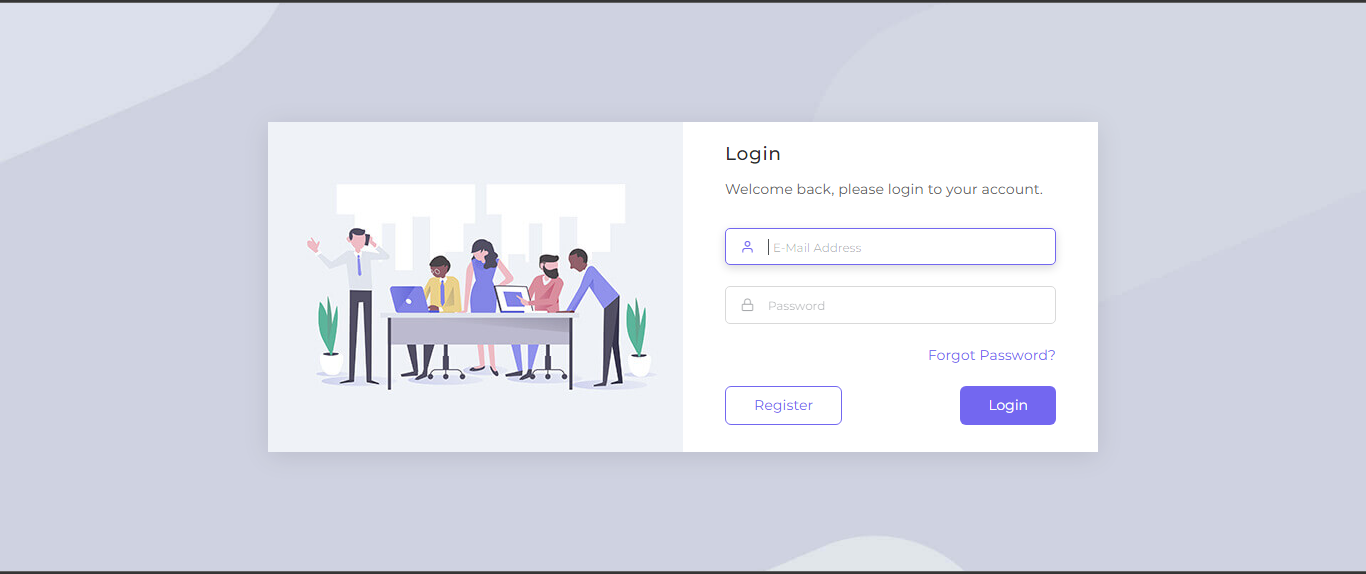 Login
Welcome back, please login to your account.
E-Mail Address
Password
Forgot Password?
Register
Login